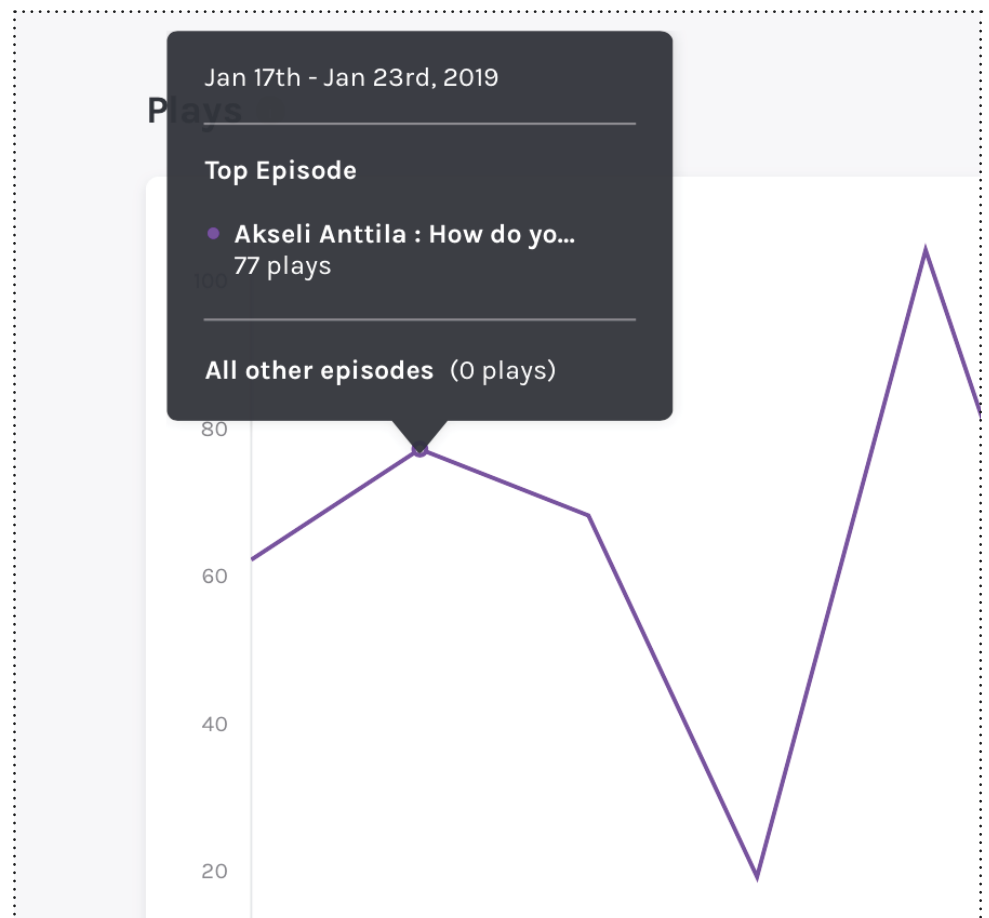 Jan 17th - Jan 23rd, 2019
Plays
Top Episode
Akseli Anttila : How do yo...
77 plays
100
All other episodes (0 plays)
80
60
40
20